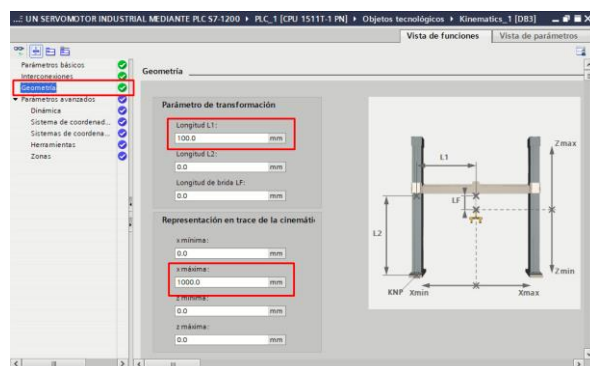 ...E UN SERVOMOTOR INDUSTRIAL MEDIANTE PLC S7-1200 ▸ PLC_1 [CPU 1511T-1 PN] ▸ Objetos tecnológicos ▸ Kinematics_1 [DB3]
Vista de funciones
Vista de parámetros
Parámetros básicos
Interconexiones
Geometría
Parámetros avanzados
Dinámica
Sistema de coordenad...
Sistemas de coordena...
Herramientas
Zonas
Geometría
Parámetro de transformación
Longitud L1:
100.0 mm
Longitud L2:
0.0 mm
Longitud de brida LF:
0.0 mm
Representación en trace de la cinemáti
x mínima:
0.0 mm
x máxima:
1000.0 mm
z mínima:
0.0 mm
z máxima:
0.0 mm
L1
Zmax
LF
L2
Zmin
KNP
Xmin
Xmax